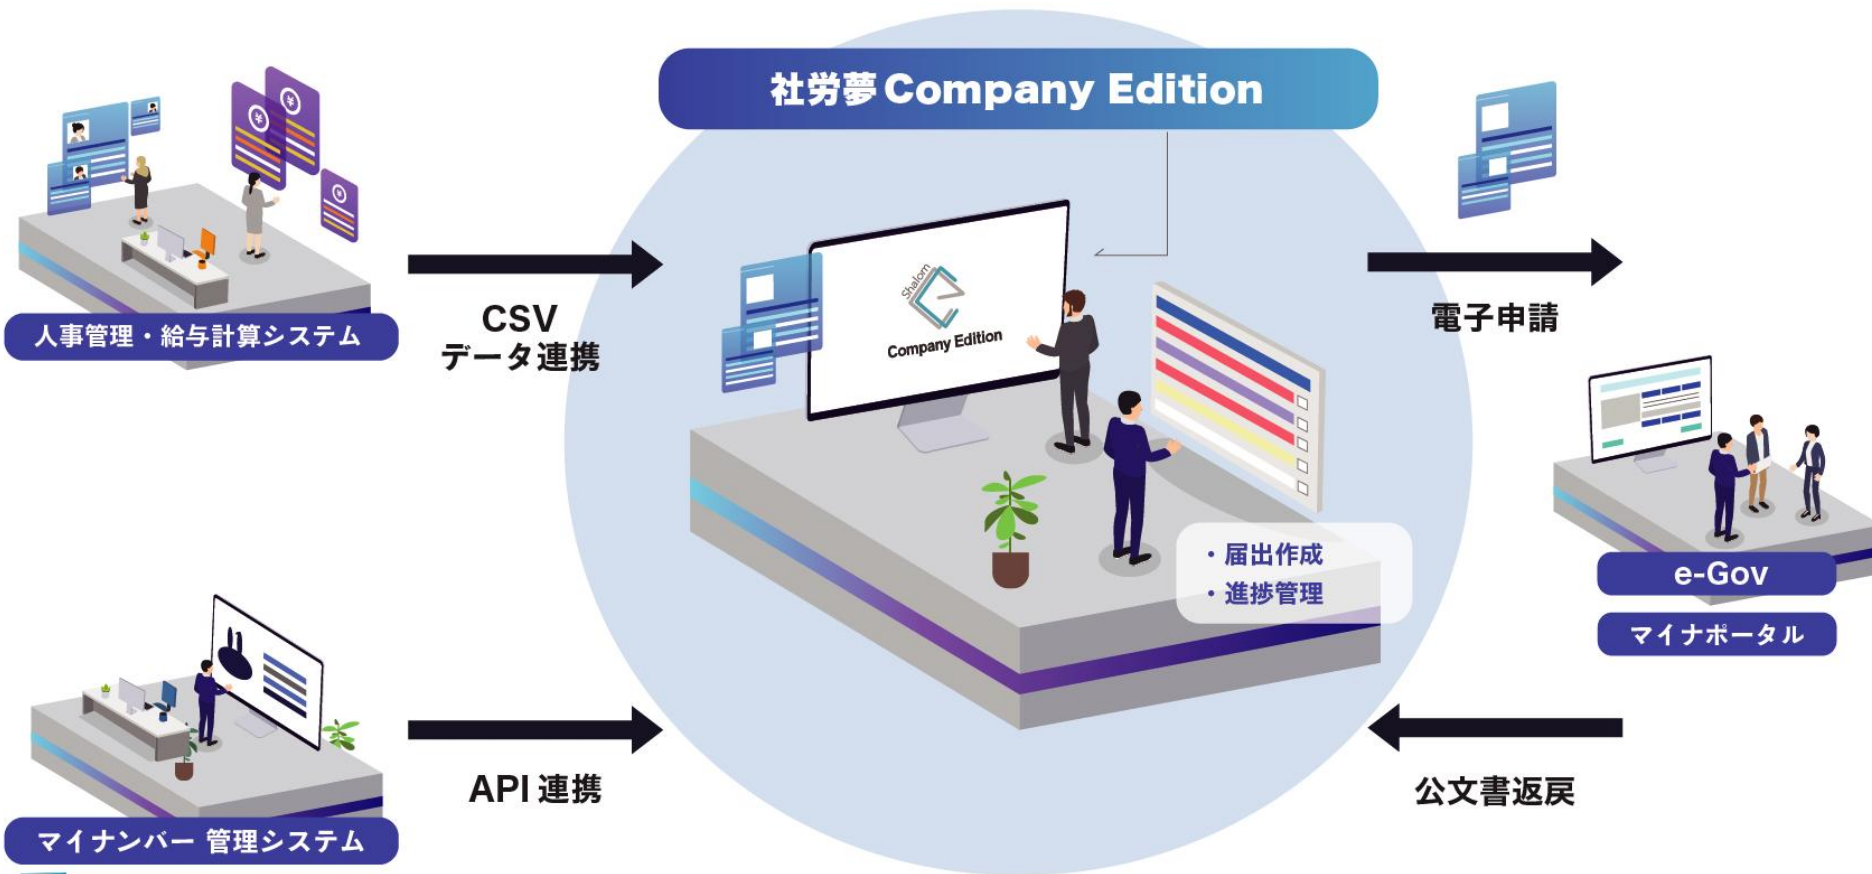 社労夢 Company Edition
Shalom
Company Edition
人事管理・給与計算システム
CSV
データ連携
電子申請
・届出作成
・進捗管理
e-Gov
マイナポータル
API 連携
公文書返戻
マイナンバー 管理システム